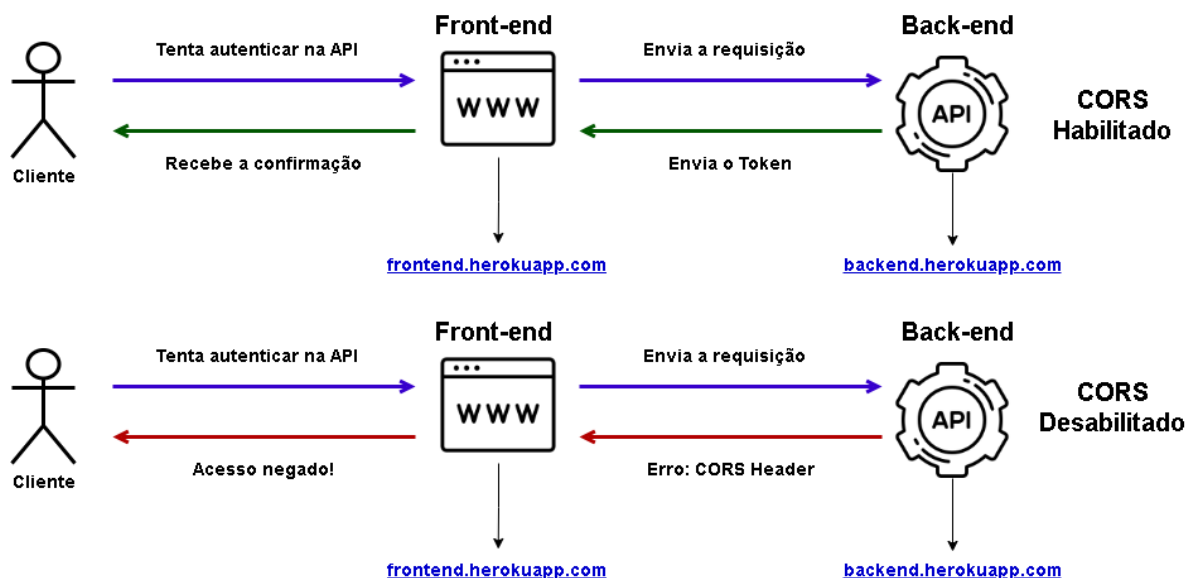 Front-end
Back-end
Tenta autenticar na API
Envia a requisição
WWW
API
CORS
Habilitado
Recebe a confirmação
Envia o Token
Cliente
frontend.herokuapp.com
backend.herokuapp.com
Front-end
Back-end
Tenta autenticar na API
Envia a requisição
WWW
API
CORS
Desabilitado
Acesso negado!
Erro: CORS Header
Cliente
frontend.herokuapp.com
backend.herokuapp.com